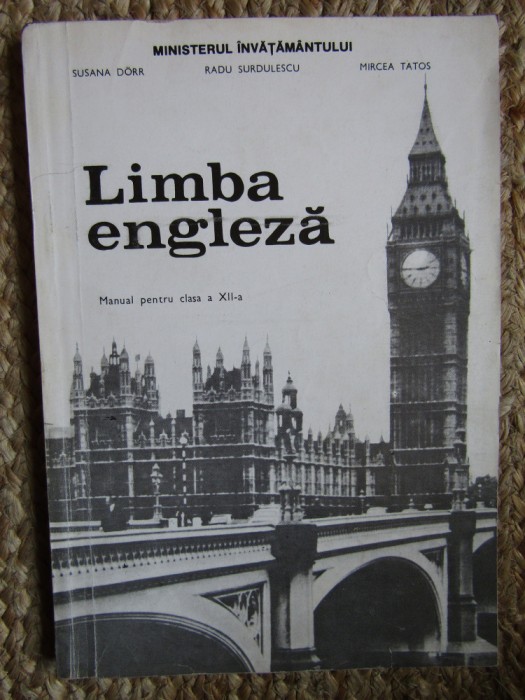 MINISTERUL ÎNVĂȚĂMÂNTULUI
SUSANA DÖRR RADU SURDULESCU MIRCEA TATOS
Limba
engleză
Manual pentru clasa a XII-a